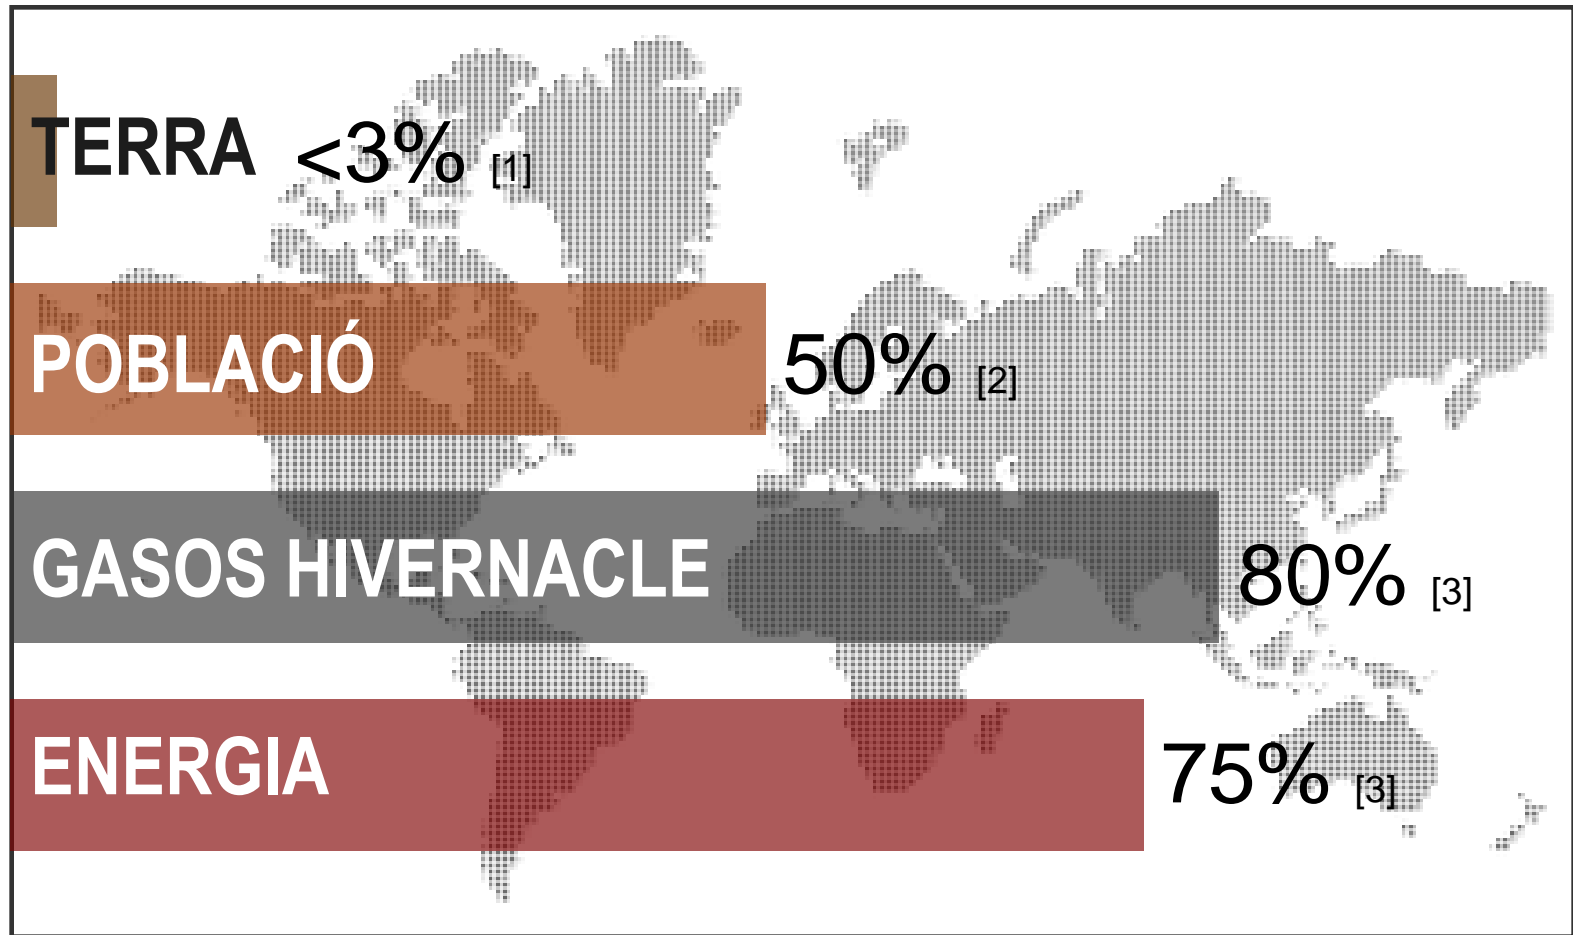 TERRA <3% [1]
POBLACIÓ 50% [2]
GASOS HIVERNACLE 80% [3]
ENERGIA 75% [3]